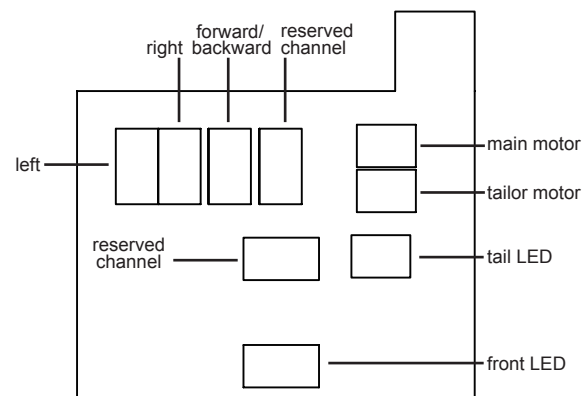 forward/
right backward
reserved
channel
left
main motor
tailor motor
reserved
channel
tail LED
front LED